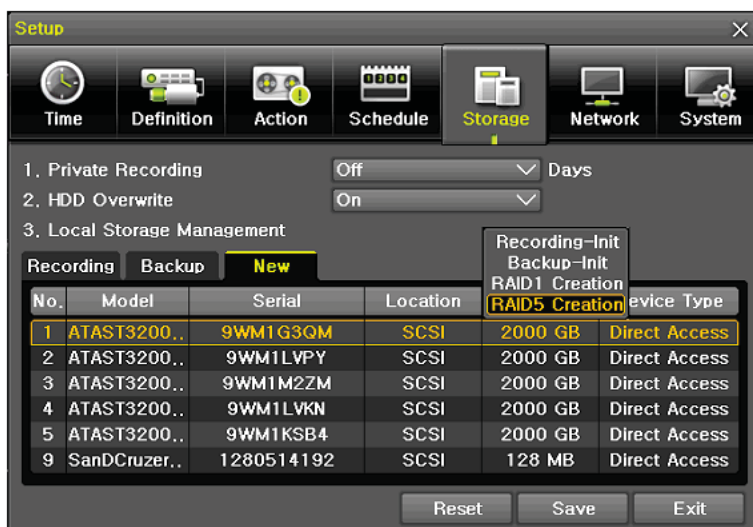 Setup
Time Definition Action Schedule Storage Network System
1. Private Recording Off Days
2. HDD Overwrite On
3. Local Storage Management
Recording Backup New
Recording-Init
Backup-Init
RAID1 Creation
RAID5 Creation
No. Model Serial Location evice Type
1 ATAST3200.. 9WM1G3QM SCSI 2000 GB Direct Access
2 ATAST3200.. 9WM1LVPY SCSI 2000 GB Direct Access
3 ATAST3200.. 9WM1M2ZM SCSI 2000 GB Direct Access
4 ATAST3200.. 9WM1LVKN SCSI 2000 GB Direct Access
5 ATAST3200.. 9WM1KSB4 SCSI 2000 GB Direct Access
9 SanDCruzer.. 1280514192 SCSI 128 MB Direct Access
Reset Save Exit